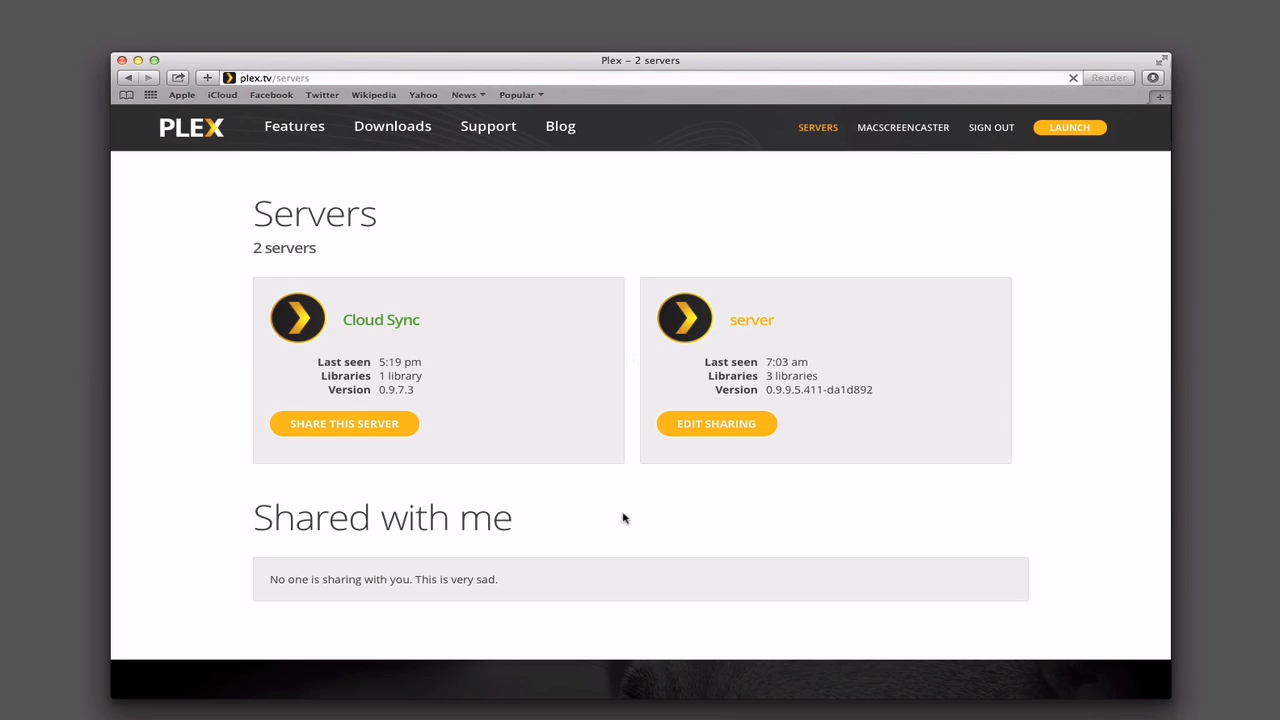 Plex – 2 servers
plex.tv/servers
Reader
Apple iCloud Facebook Twitter Wikipedia Yahoo News Popular
PLEX Features Downloads Support Blog SERVERS MACSCREENCASTER SIGN OUT LAUNCH
Servers
2 servers
Cloud Sync
Last seen 5:19 pm
Libraries 1 library
Version 0.9.7.3
SHARE THIS SERVER
server
Last seen 7:03 am
Libraries 3 libraries
Version 0.9.9.5.411-da1d892
EDIT SHARING
Shared with me
No one is sharing with you. This is very sad.